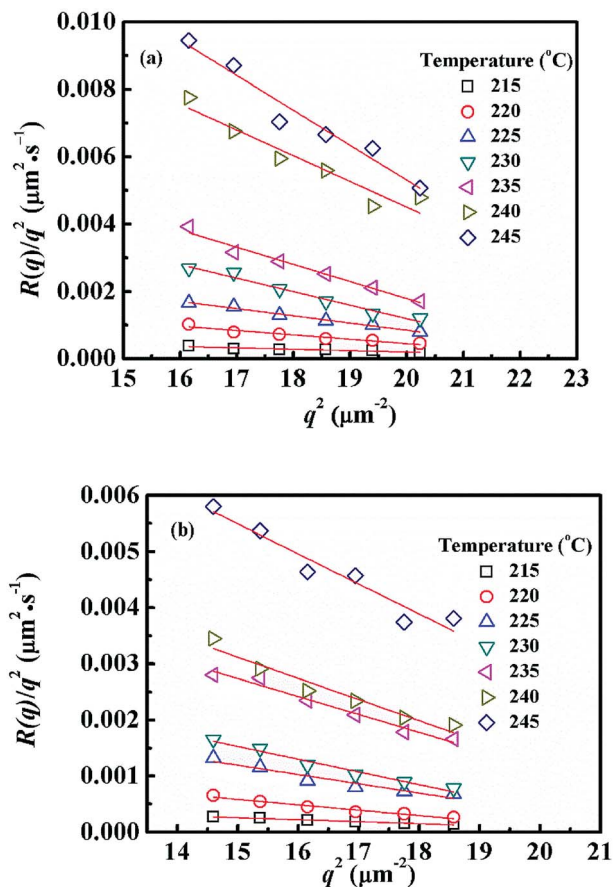 0.010
0.008
0.006
0.004
0.002
0.000
R(q)/q² (μm²•s⁻¹)
(a)
Temperature (°C)
215
220
225
230
235
240
245
15 16 17 18 19 20 21 22 23
q² (μm⁻²)
0.006
0.005
0.004
0.003
0.002
0.001
0.000
R(q)/q² (μm²•s⁻¹)
(b)
Temperature (°C)
215
220
225
230
235
240
245
14 15 16 17 18 19 20 21
q² (μm⁻²)